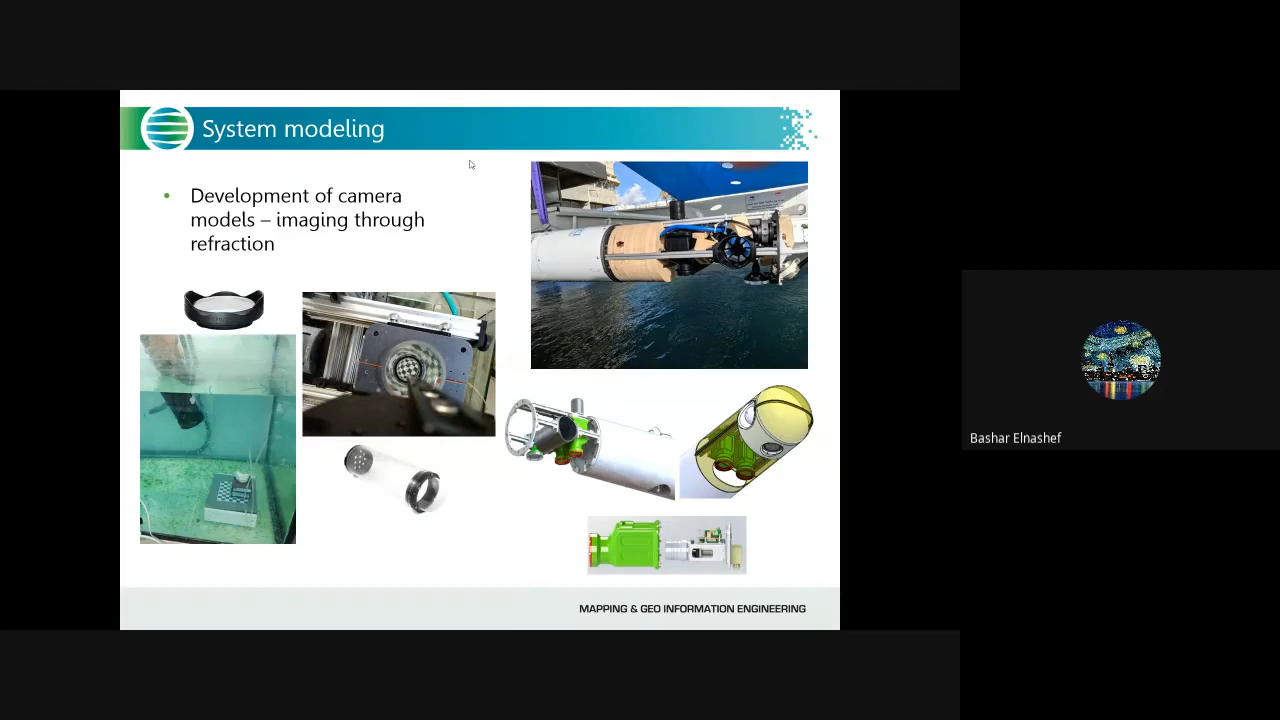 System modeling
• Development of camera
models – imaging through
refraction
MAPPING & GEO INFORMATION ENGINEERING
Bashar Elnashef